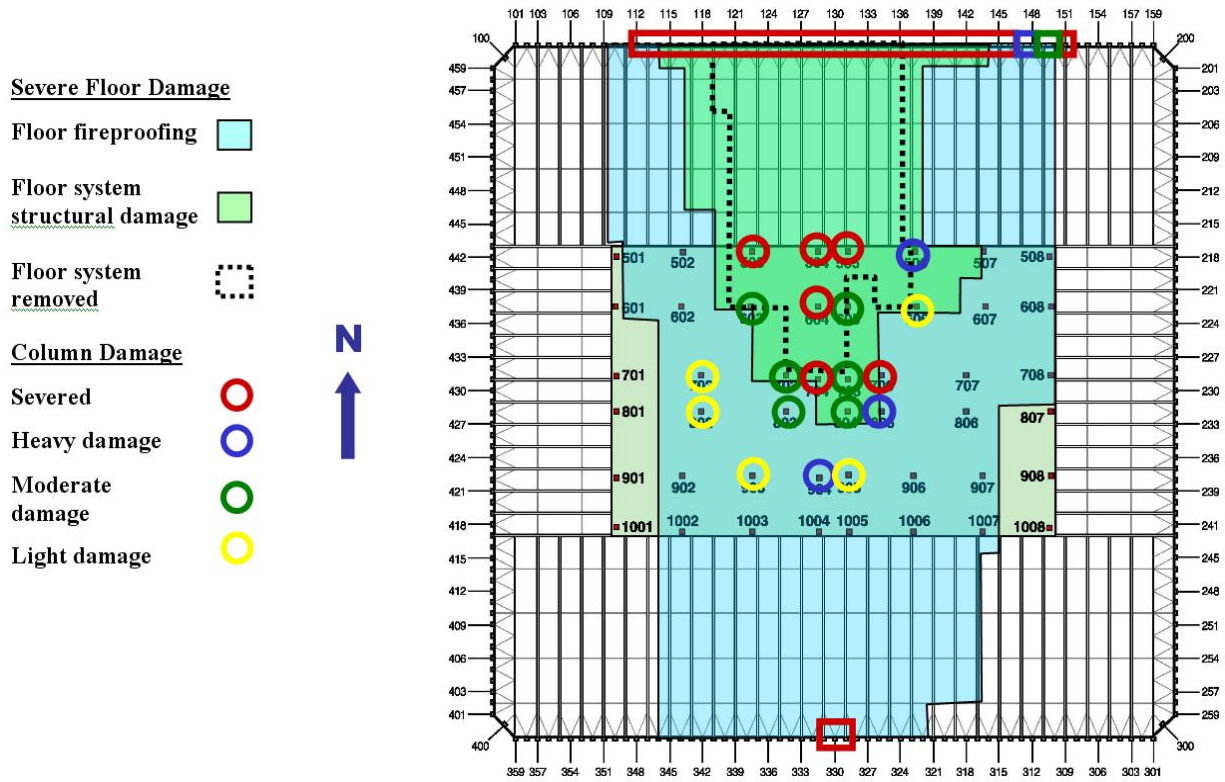 Severe Floor Damage
Floor fireproofing
Floor system
structural damage
Floor system
removed
Column Damage
Severed
Heavy damage
Moderate
damage
Light damage
N
101 103 106 109 112 115 118 121 124 127 130 133 136 139 142 145 148 151 154 157 159
100 200
459 201
457 203
454 206
451 209
448 212
445 215
442 501 502 507 508 218
439 221
436 601 602 604 607 608 224
433 227
430 701 707 708 230
427 801 806 807 233
424 236
421 901 902 906 907 908 239
418 1001 1002 1003 1004 1005 1006 1007 1008 241
415 245
412 248
409 251
406 254
403 257
401 259
400 300
359 357 354 351 348 345 342 339 336 333 330 327 324 321 318 315 312 309 306 303 301